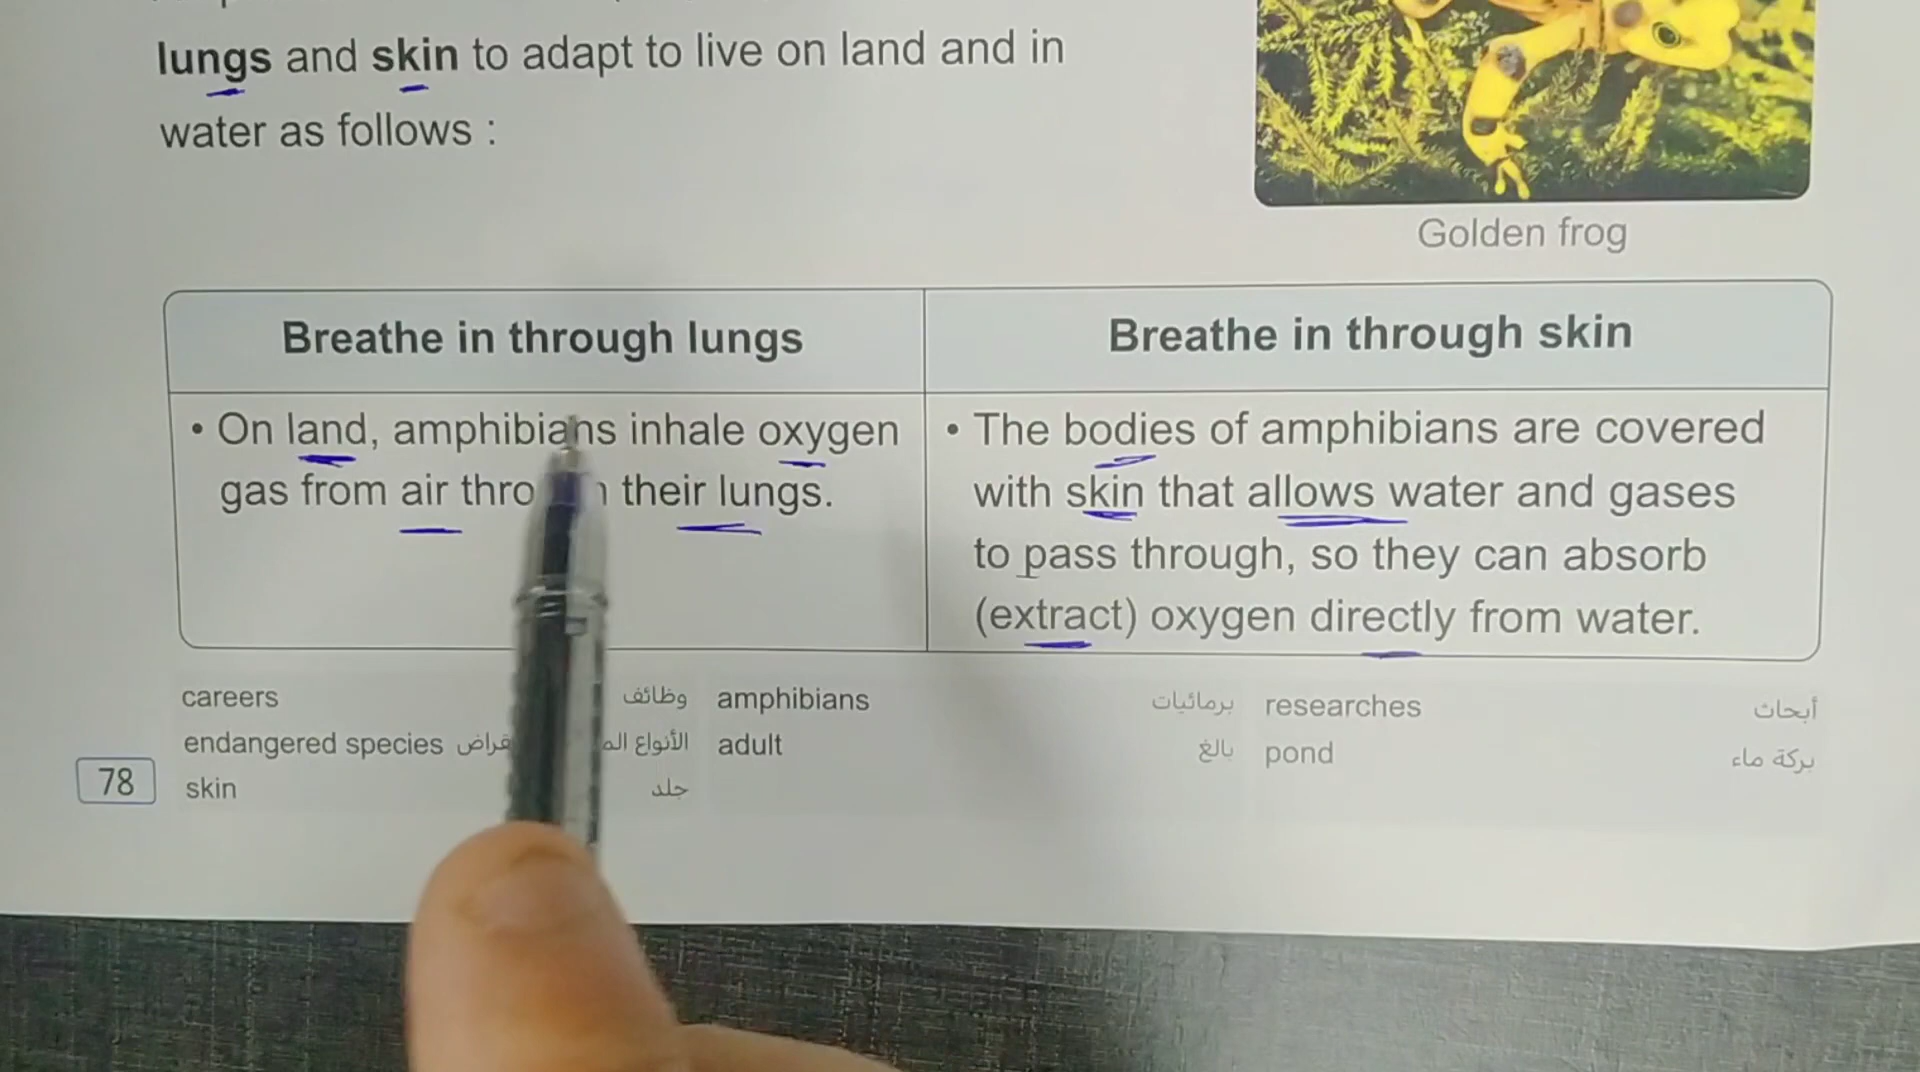 lungs and skin to adapt to live on land and in
water as follows :
Golden frog
Breathe in through lungs
Breathe in through skin
• On land, amphibians inhale oxygen
gas from air their lungs.
• The bodies of amphibians are covered
with skin that allows water and gases
to pass through, so they can absorb
(extract) oxygen directly from water.
careers وظائف
endangered species الأنواع
skin جلد
amphibians برمائيات
adult بالغ
researches أبحاث
pond بركة ماء
78